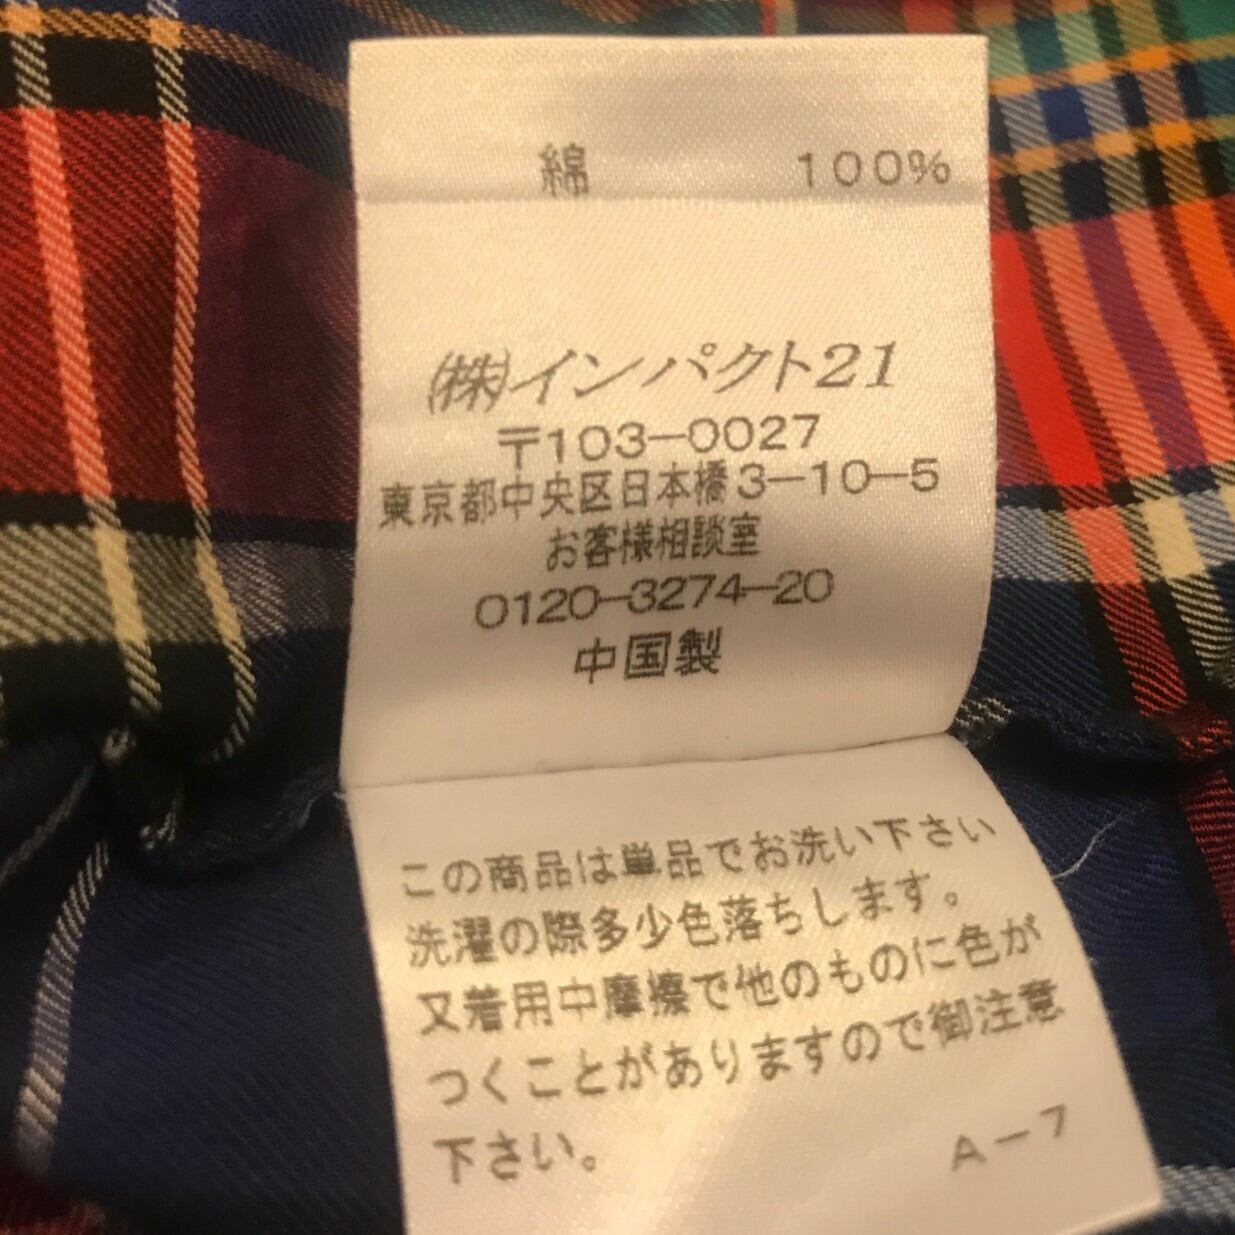 綿 100%
(株)インパクト21
〒103-0027
東京都中央区日本橋3-10-5
お客様相談室
0120-3274-20
中国製
この商品は単品でお洗い下さい
洗濯の際多少色落ちします。
又着用中摩擦で他のものに色が
つくことがありますので御注意
下さい。
A-7